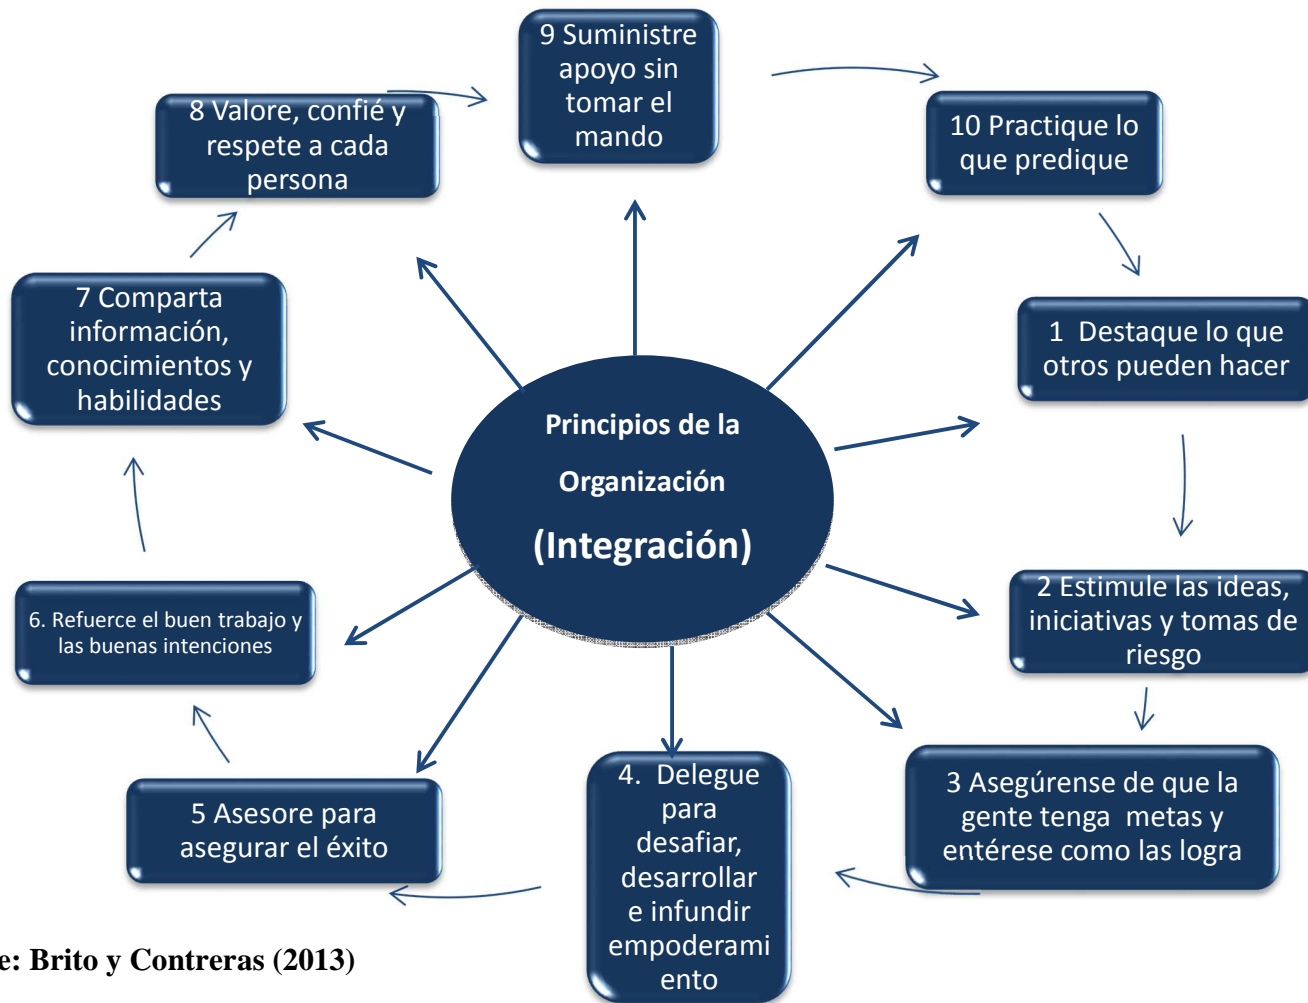 9 Suministre
apoyo sin
tomar el
mando
8 Valore, confié y
respete a cada
persona
10 Practique lo
que predique
7 Comparta
información,
conocimientos y
habilidades
1 Destaque lo que
otros pueden hacer
Principios de la
Organización
(Integración)
2 Estimule las ideas,
iniciativas y tomas de
riesgo
6. Refuerce el buen trabajo y
las buenas intenciones
3 Asegúrense de que la
gente tenga metas y
entérese como las logra
4. Delegue
para
desafiar,
desarrollar
e infundir
empoderami
ento
5 Asesore para
asegurar el éxito
e: Brito y Contreras (2013)